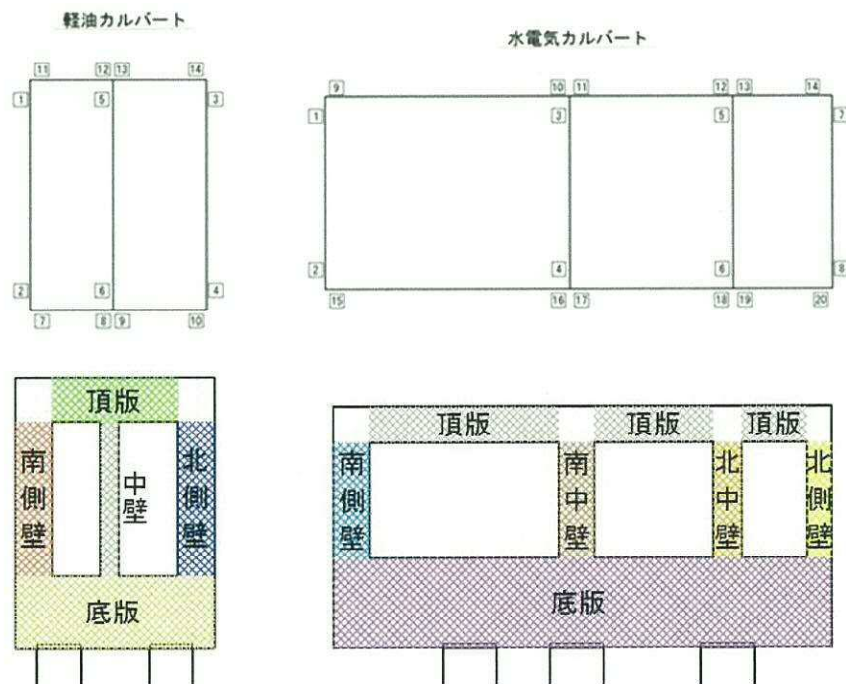 軽油カルバート
水電気カルバート
11 12 13 14
1 5 3
2 6 4
7 8 9 10
9 10 11 12 13 14
1 3 5 7
2 4 6 8
15 16 17 18 19 20
頂版
南側壁
中壁
北側壁
底版
頂版 頂版 頂版
南側壁
南中壁
北中壁
北側壁
底版